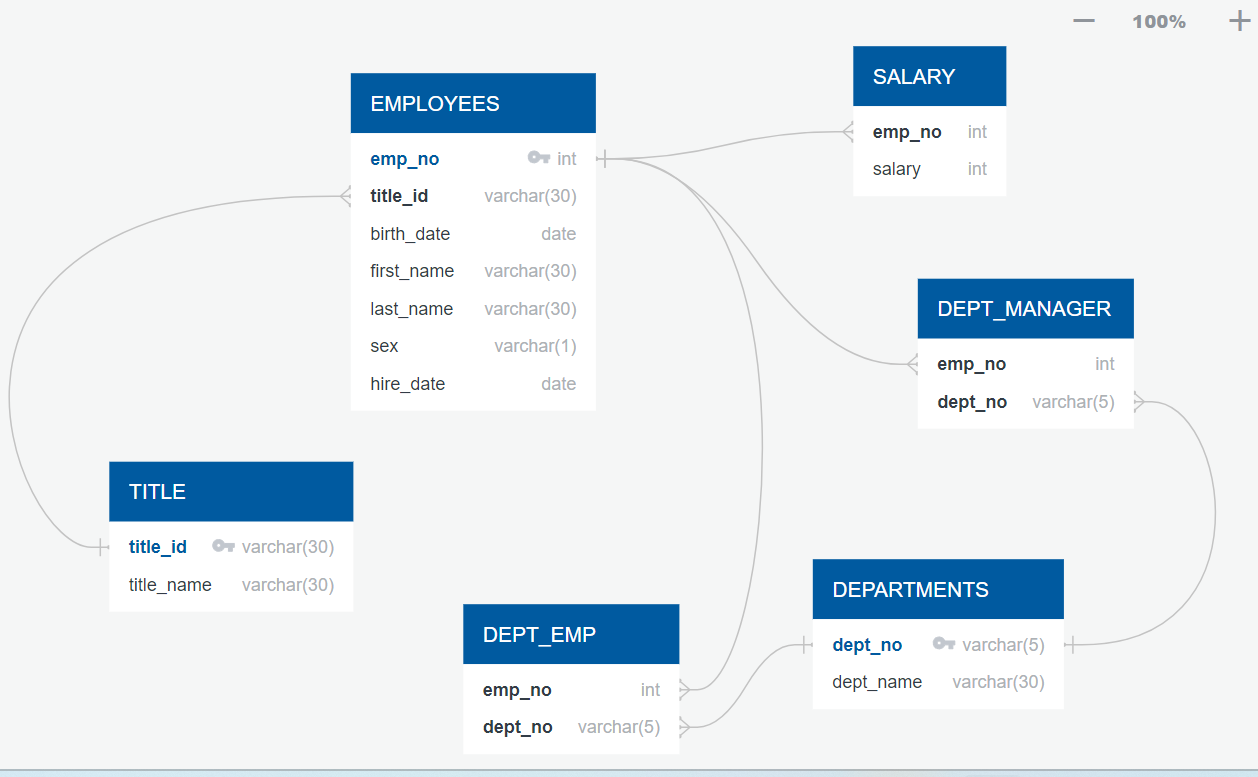 100%
EMPLOYEES
emp_no int
title_id varchar(30)
birth_date date
first_name varchar(30)
last_name varchar(30)
sex varchar(1)
hire_date date
SALARY
emp_no int
salary int
DEPT_MANAGER
emp_no int
dept_no varchar(5)
TITLE
title_id varchar(30)
title_name varchar(30)
DEPT_EMP
emp_no int
dept_no varchar(5)
DEPARTMENTS
dept_no varchar(5)
dept_name varchar(30)